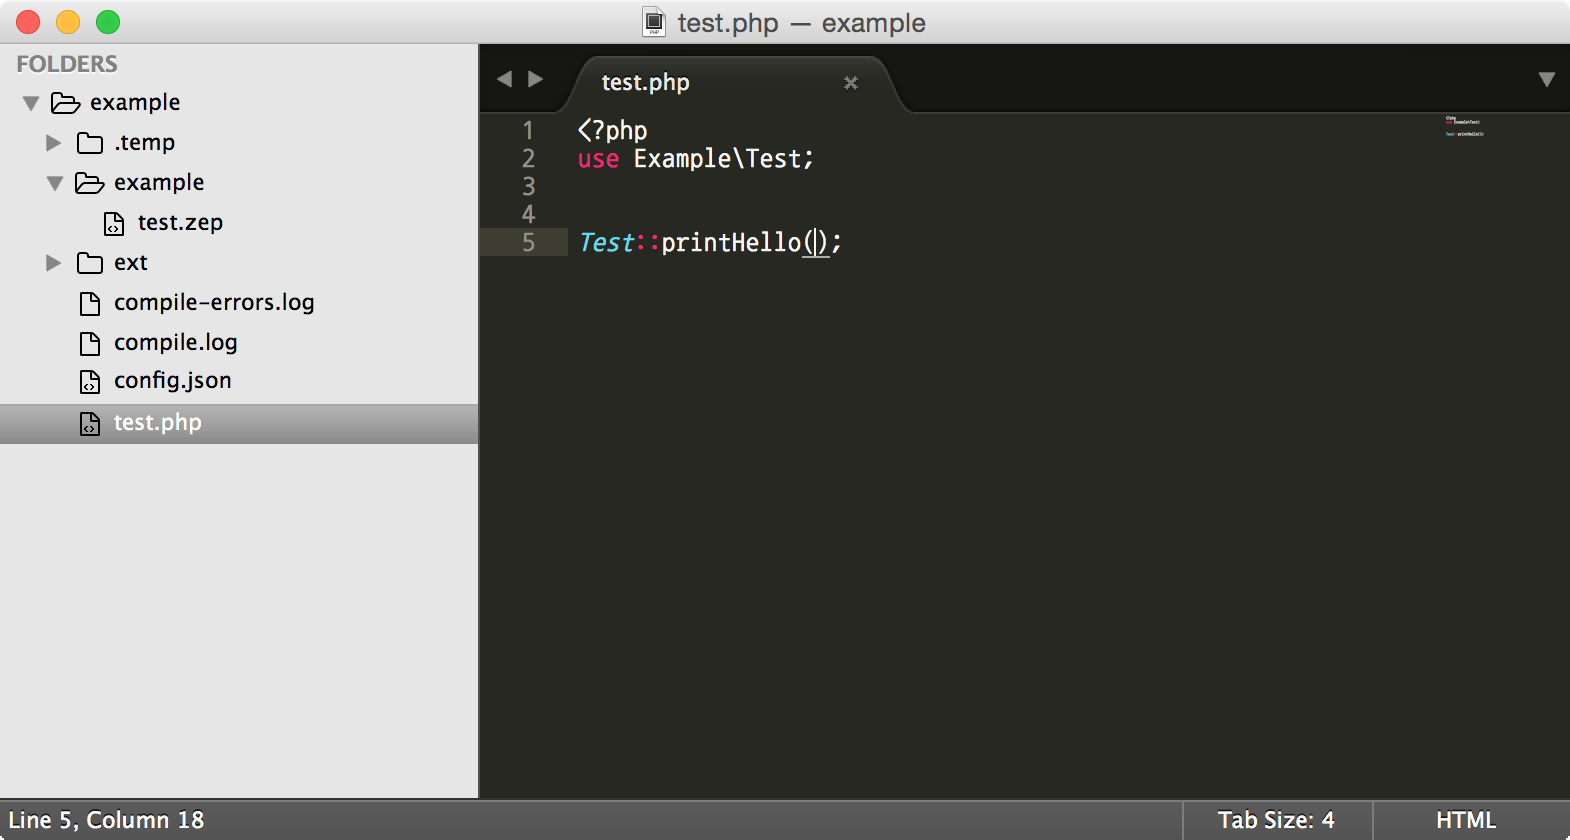 test.php — example
FOLDERS
example
.temp
example
test.zep
ext
compile-errors.log
compile.log
config.json
test.php
test.php
1 <?php
2 use Example\Test;
3
4
5 Test::printHello();
Line 5, Column 18
Tab Size: 4
HTML